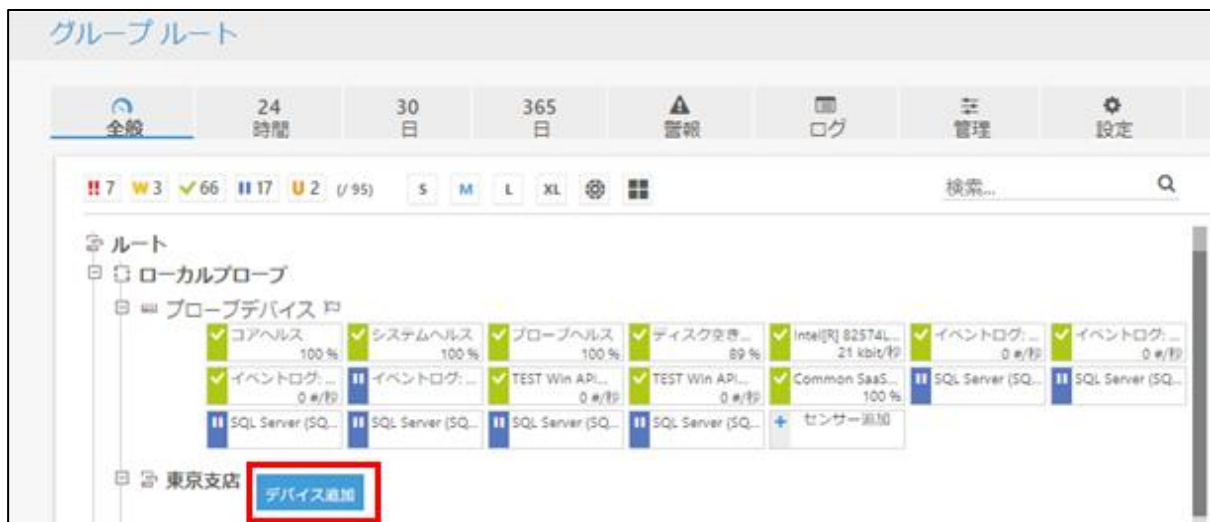 グループ ルート
全般
24
時間
30
日
365
日
警報
ログ
管理
設定
7 W 3 66 17 U 2 (/ 95) S M L XL 検索...
ルート
ローカルプローブ
プローブデバイス
コアヘルス システムヘルス プローブヘルス ディスク空き... Intel[R] 82574L... イベントログ: ... イベントログ: ...
100 % 100 % 100 % 89 % 21 kbit/秒 0 #/秒 0 #/秒
イベントログ: ... イベントログ: ... TEST Win API... TEST Win API... Common SaaS... SQL Server (SQ... SQL Server (SQ...
0 #/秒 0 #/秒 0 #/秒 100 %
SQL Server (SQ... SQL Server (SQ... SQL Server (SQ... SQL Server (SQ... センサー追加
東京支店 デバイス追加